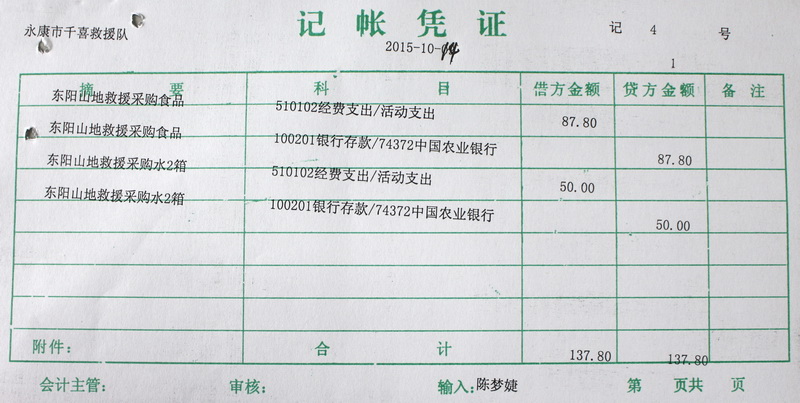 永康市千喜救援队
记帐凭证
记 4 号
2015-10-14
1
摘要 科目 借方金额 贷方金额 备注
东阳山地救援采购食品 510102经费支出/活动支出 87.80
东阳山地救援采购食品 100201银行存款/74372中国农业银行 87.80
东阳山地救援采购水2箱 510102经费支出/活动支出 50.00
东阳山地救援采购水2箱 100201银行存款/74372中国农业银行 50.00
附件: 合计 137.80 137.80
会计主管: 审核: 输入:陈梦婕 第 页共 页